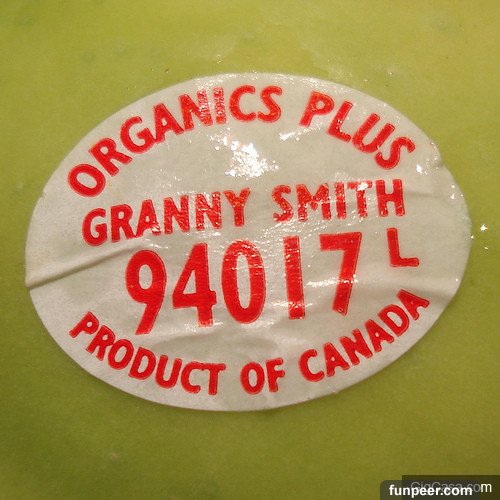 ORGANICS PLUS
GRANNY SMITH
94017 L
PRODUCT OF CANADA
funpeer.com